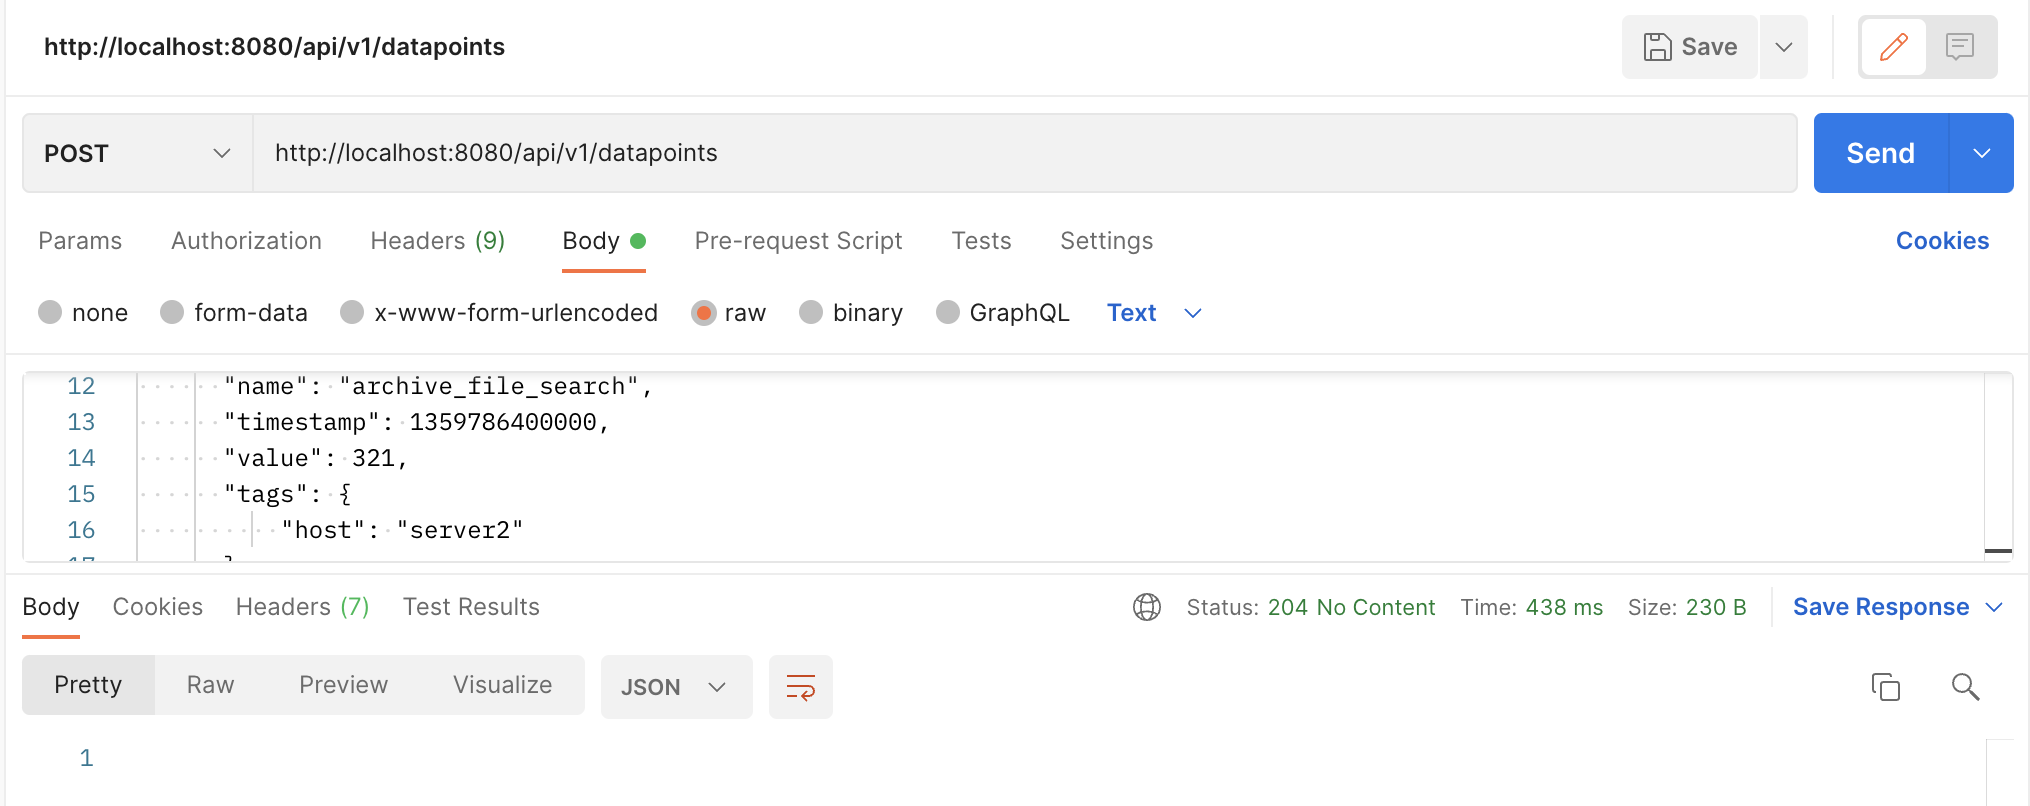 http://localhost:8080/api/v1/datapoints
Save
POST
http://localhost:8080/api/v1/datapoints
Send
Params Authorization Headers (9) Body Pre-request Script Tests Settings Cookies
none form-data x-www-form-urlencoded raw binary GraphQL Text
12 "name": "archive_file_search",
13 "timestamp": 1359786400000,
14 "value": 321,
15 "tags": {
16 "host": "server2"
17 }
Body Cookies Headers (7) Test Results Status: 204 No Content Time: 438 ms Size: 230 B Save Response
Pretty Raw Preview Visualize JSON
1